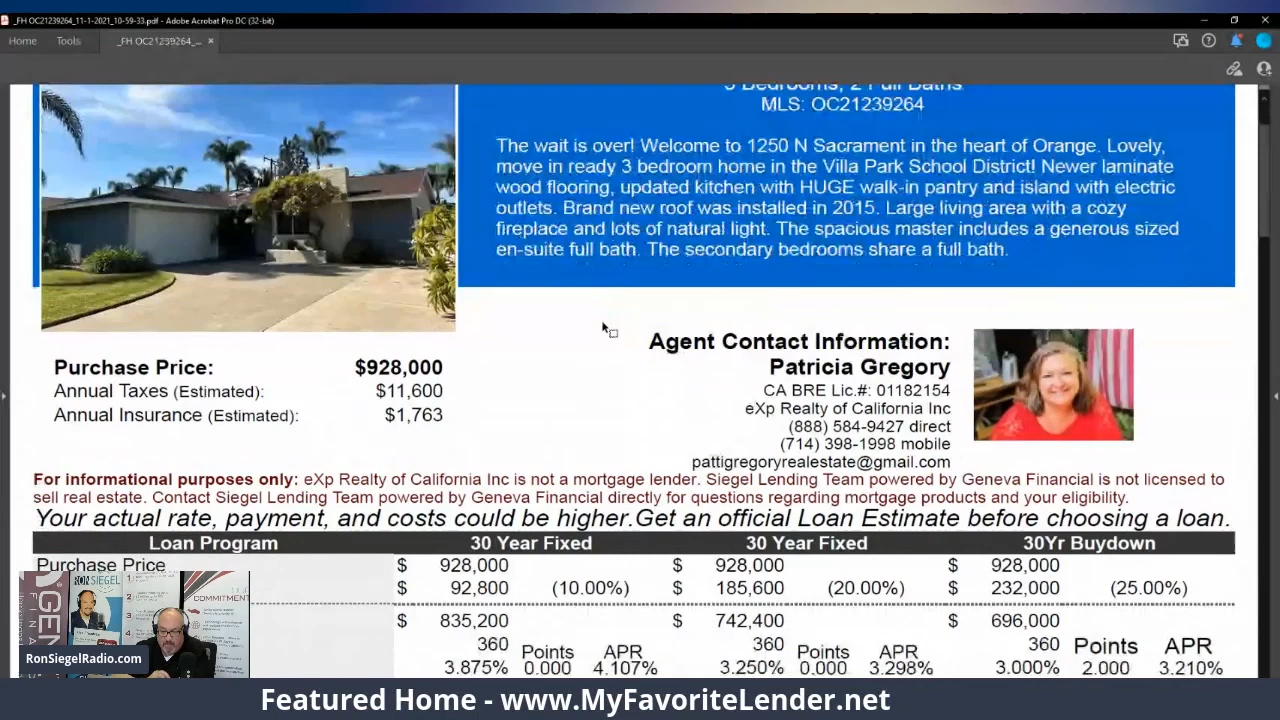 _FH OC21239264_11-1-2021_10-59-33.pdf - Adobe Acrobat Pro DC (32-bit)
Home Tools _FH OC21239264_... ×
3 Bedrooms, 2 Full Baths
MLS: OC21239264
The wait is over! Welcome to 1250 N Sacrament in the heart of Orange. Lovely,
move in ready 3 bedroom home in the Villa Park School District! Newer laminate
wood flooring, updated kitchen with HUGE walk-in pantry and island with electric
outlets. Brand new roof was installed in 2015. Large living area with a cozy
fireplace and lots of natural light. The spacious master includes a generous sized
en-suite full bath. The secondary bedrooms share a full bath.
Purchase Price: $928,000
Annual Taxes (Estimated): $11,600
Annual Insurance (Estimated): $1,763
Agent Contact Information:
Patricia Gregory
CA BRE Lic.#: 01182154
eXp Realty of California Inc
(888) 584-9427 direct
(714) 398-1998 mobile
pattigregoryrealestate@gmail.com
For informational purposes only: eXp Realty of California Inc is not a mortgage lender. Siegel Lending Team powered by Geneva Financial is not licensed to
sell real estate. Contact Siegel Lending Team powered by Geneva Financial directly for questions regarding mortgage products and your eligibility.
Your actual rate, payment, and costs could be higher.Get an official Loan Estimate before choosing a loan.
Loan Program 30 Year Fixed 30 Year Fixed 30Yr Buydown
Purchase Price $ 928,000 $ 928,000 $ 928,000
$ 92,800 (10.00%) $ 185,600 (20.00%) $ 232,000 (25.00%)
$ 835,200 $ 742,400 $ 696,000
360 Points APR 360 Points APR 360 Points APR
3.875% 0.000 4.107% 3.250% 0.000 3.298% 3.000% 2.000 3.210%
RON SIEGEL
COMMITMENT
RonSiegelRadio.com
Featured Home - www.MyFavoriteLender.net